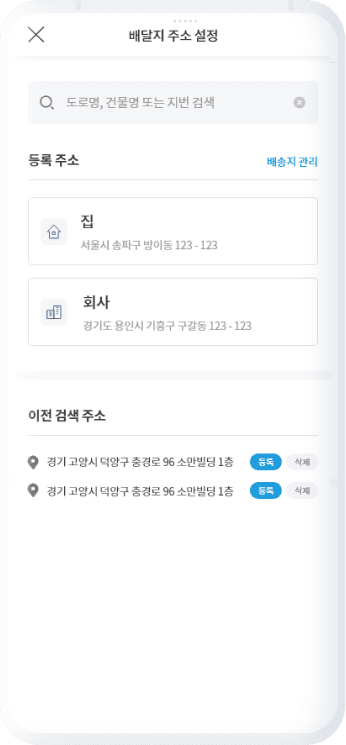 배달지 주소 설정
도로명, 건물명 또는 지번 검색
등록 주소 배송지 관리
집
서울시 송파구 방이동 123 - 123
회사
경기도 용인시 기흥구 구갈동 123 - 123
이전 검색 주소
경기 고양시 덕양구 충경로 96 소만빌딩 1층 등록 삭제
경기 고양시 덕양구 충경로 96 소만빌딩 1층 등록 삭제